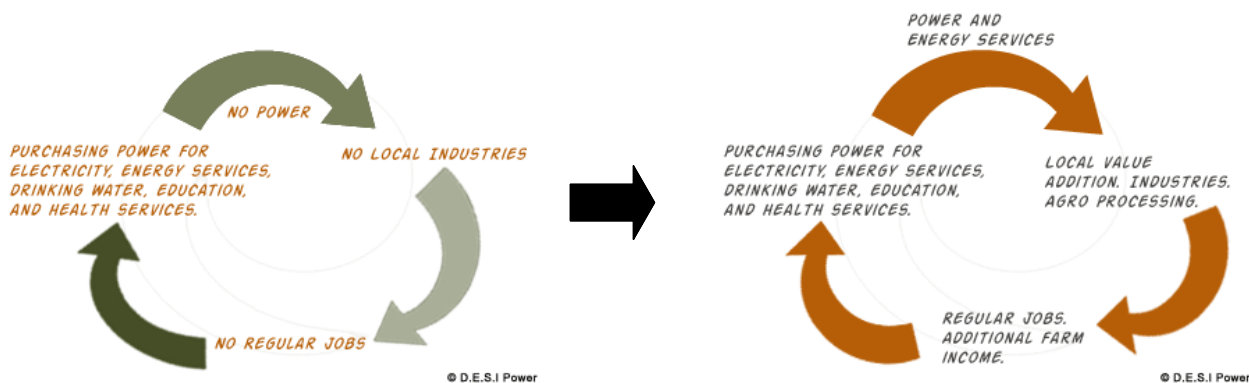 NO POWER
NO LOCAL INDUSTRIES
PURCHASING POWER FOR
ELECTRICITY, ENERGY SERVICES,
DRINKING WATER, EDUCATION,
AND HEALTH SERVICES.
NO REGULAR JOBS
© D.E.S.I Power
POWER AND
ENERGY SERVICES
PURCHASING POWER FOR
ELECTRICITY, ENERGY SERVICES,
DRINKING WATER, EDUCATION,
AND HEALTH SERVICES.
LOCAL VALUE
ADDITION. INDUSTRIES.
AGRO PROCESSING.
REGULAR JOBS.
ADDITIONAL FARM
INCOME.
© D.E.S.I Power